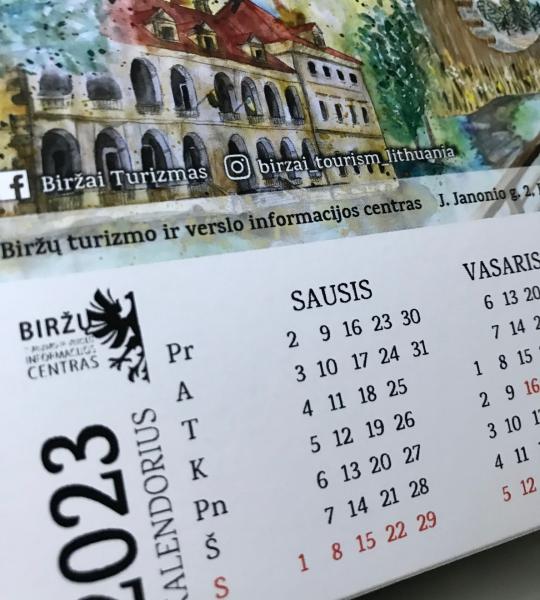 Biržai Turizmas birzai_tourism_lithuania
Biržų turizmo ir verslo informacijos centras J. Janonio g. 2,
BIRŽŲ
INFORMACIJOS
CENTRAS
2023
KALENDORIUS
SAUSIS
Pr 2 9 16 23 30
A 3 10 17 24 31
T 4 11 18 25
K 5 12 19 26
Pn 6 13 20 27
Š 7 14 21 28
S 1 8 15 22 29
VASARIS
6 13 20
7 14
1 8 15
2 9 16
3 10
4 11
5 12